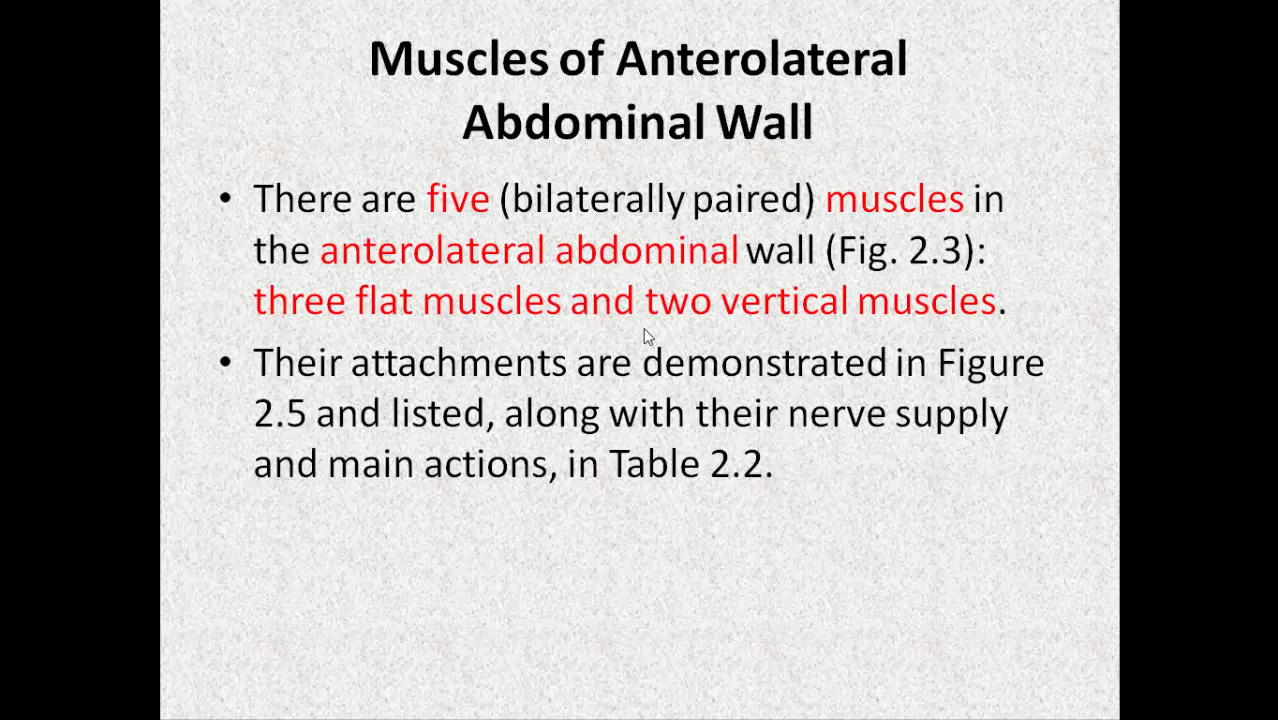 Muscles of Anterolateral
Abdominal Wall
• There are five (bilaterally paired) muscles in
the anterolateral abdominal wall (Fig. 2.3):
three flat muscles and two vertical muscles.
• Their attachments are demonstrated in Figure
2.5 and listed, along with their nerve supply
and main actions, in Table 2.2.